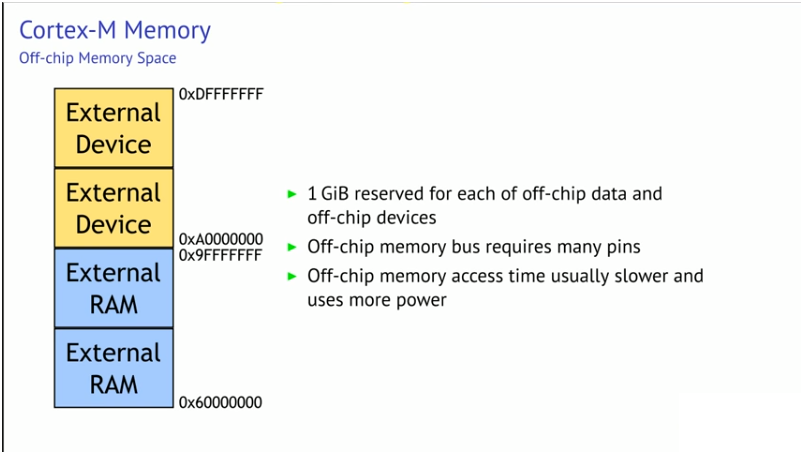 Cortex-M Memory
Off-chip Memory Space
0xDFFFFFFF
External
Device
External
Device
0xA0000000
0x9FFFFFFF
External
RAM
External
RAM
0x60000000
1 GiB reserved for each of off-chip data and
off-chip devices
Off-chip memory bus requires many pins
Off-chip memory access time usually slower and
uses more power